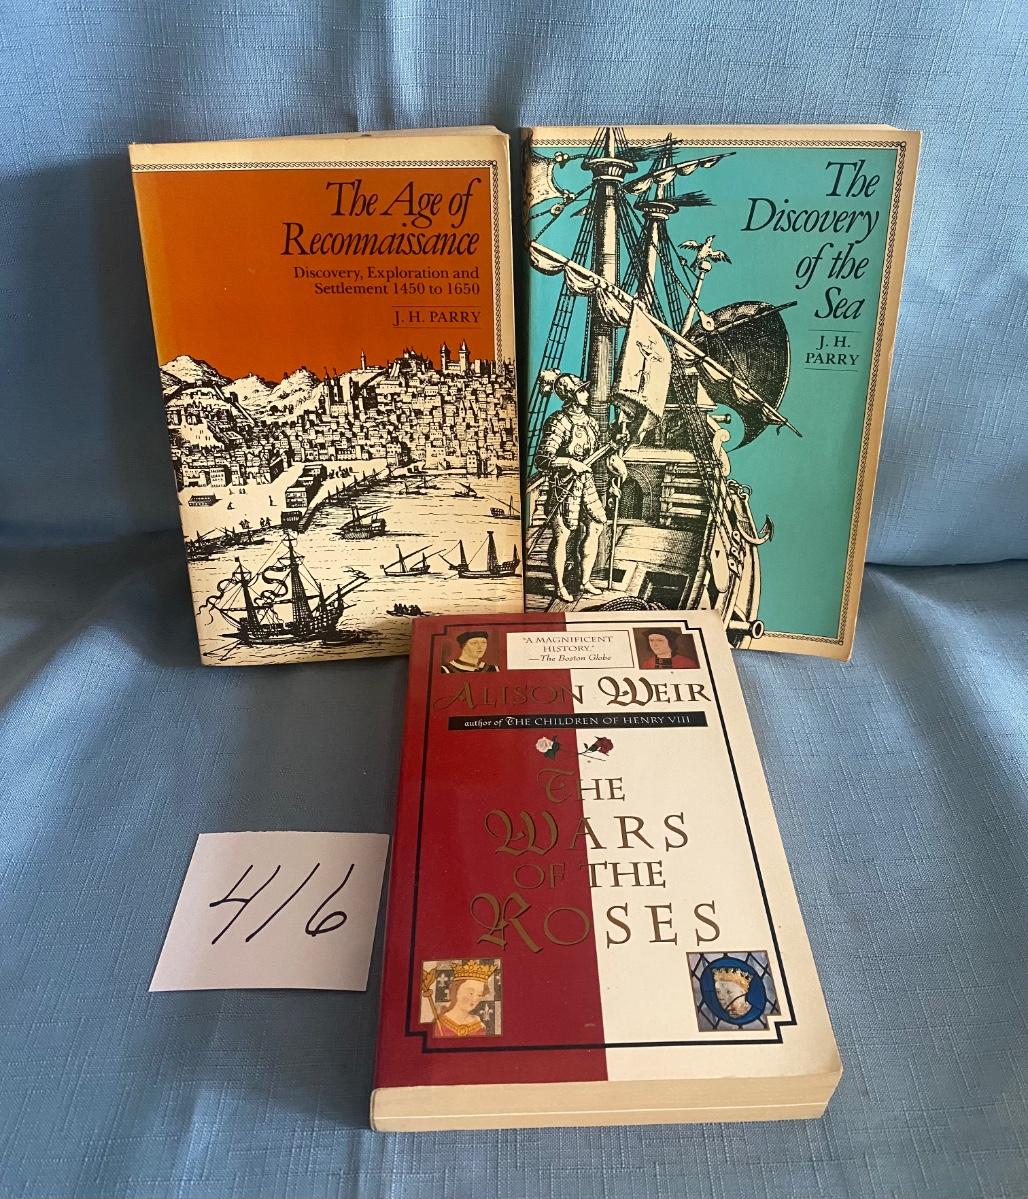 The Age of
Reconnaissance
Discovery, Exploration and
Settlement 1450 to 1650
J. H. PARRY
The
Discovery
of the
Sea
J. H.
PARRY
"A MAGNIFICENT
HISTORY."
—The Boston Globe
ALISON WEIR
author of THE CHILDREN OF HENRY VIII
THE
WARS
OF THE
ROSES
416